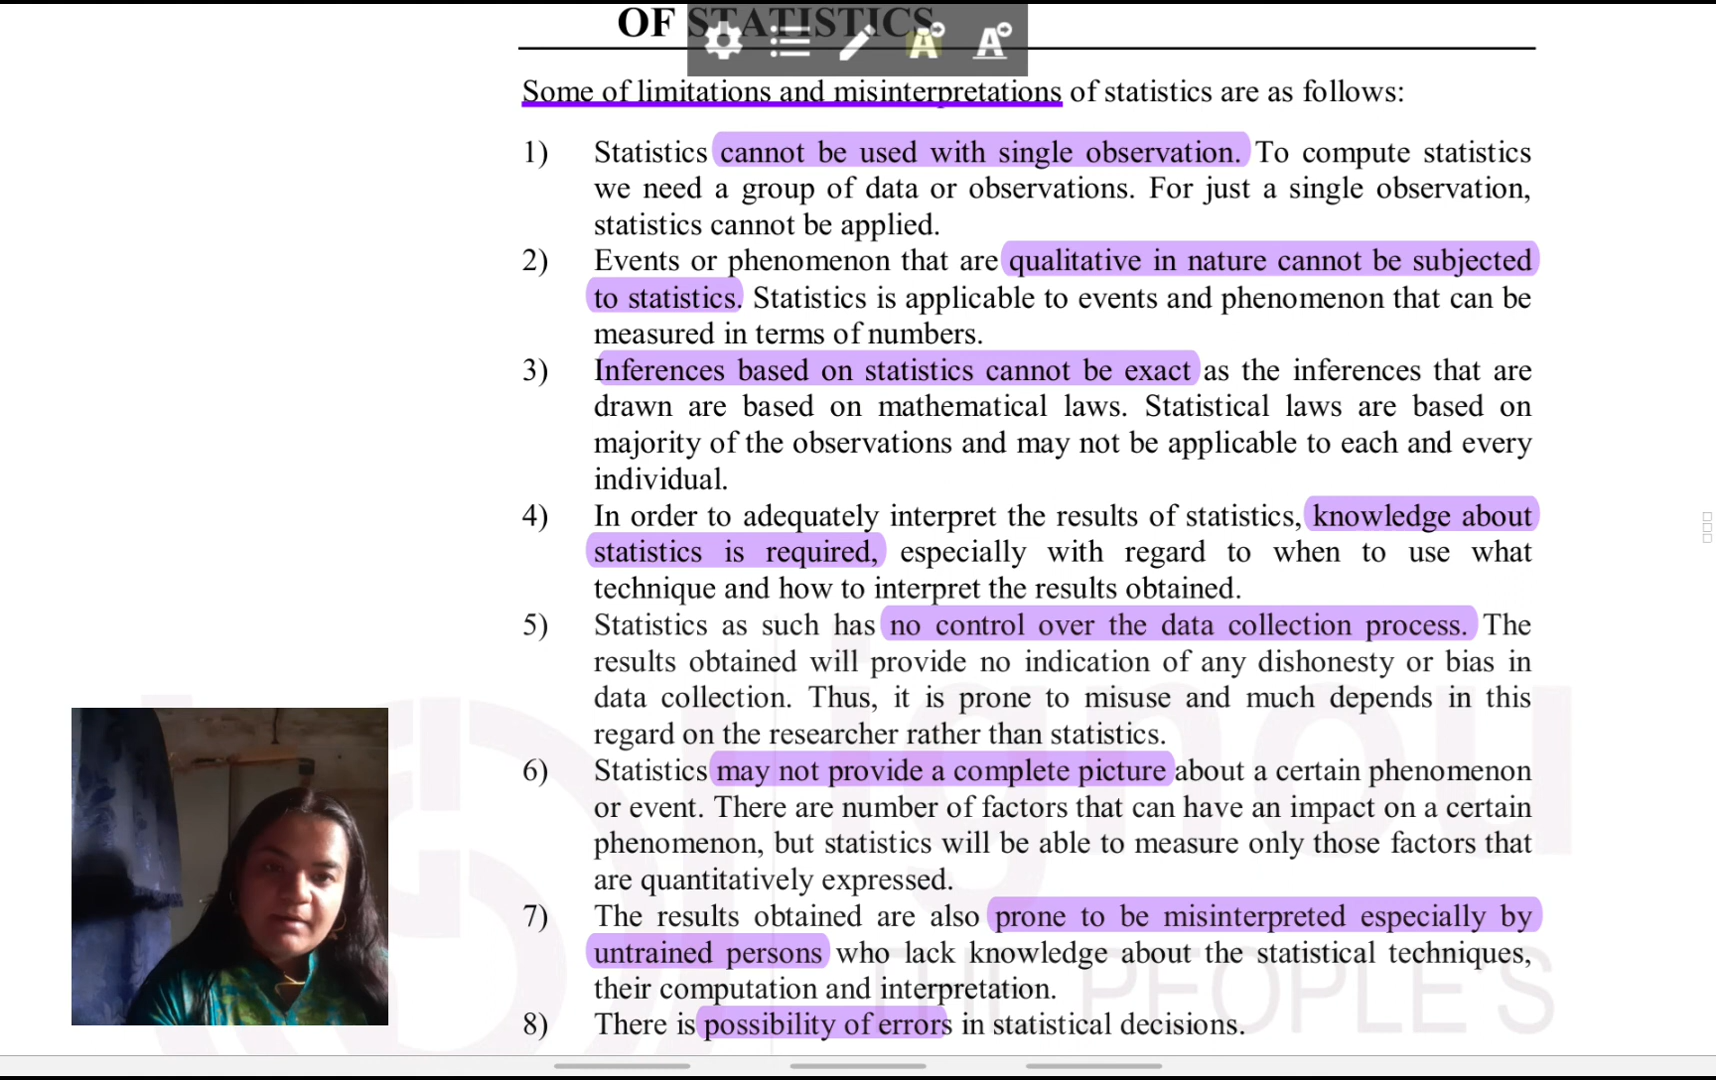 OF STATISTICS
Some of limitations and misinterpretations of statistics are as follows:
1) Statistics cannot be used with single observation. To compute statistics
we need a group of data or observations. For just a single observation,
statistics cannot be applied.
2) Events or phenomenon that are qualitative in nature cannot be subjected
to statistics. Statistics is applicable to events and phenomenon that can be
measured in terms of numbers.
3) Inferences based on statistics cannot be exact as the inferences that are
drawn are based on mathematical laws. Statistical laws are based on
majority of the observations and may not be applicable to each and every
individual.
4) In order to adequately interpret the results of statistics, knowledge about
statistics is required, especially with regard to when to use what
technique and how to interpret the results obtained.
5) Statistics as such has no control over the data collection process. The
results obtained will provide no indication of any dishonesty or bias in
data collection. Thus, it is prone to misuse and much depends in this
regard on the researcher rather than statistics.
6) Statistics may not provide a complete picture about a certain phenomenon
or event. There are number of factors that can have an impact on a certain
phenomenon, but statistics will be able to measure only those factors that
are quantitatively expressed.
7) The results obtained are also prone to be misinterpreted especially by
untrained persons who lack knowledge about the statistical techniques,
their computation and interpretation.
8) There is possibility of errors in statistical decisions.
ignou
THE PEOPLE'S